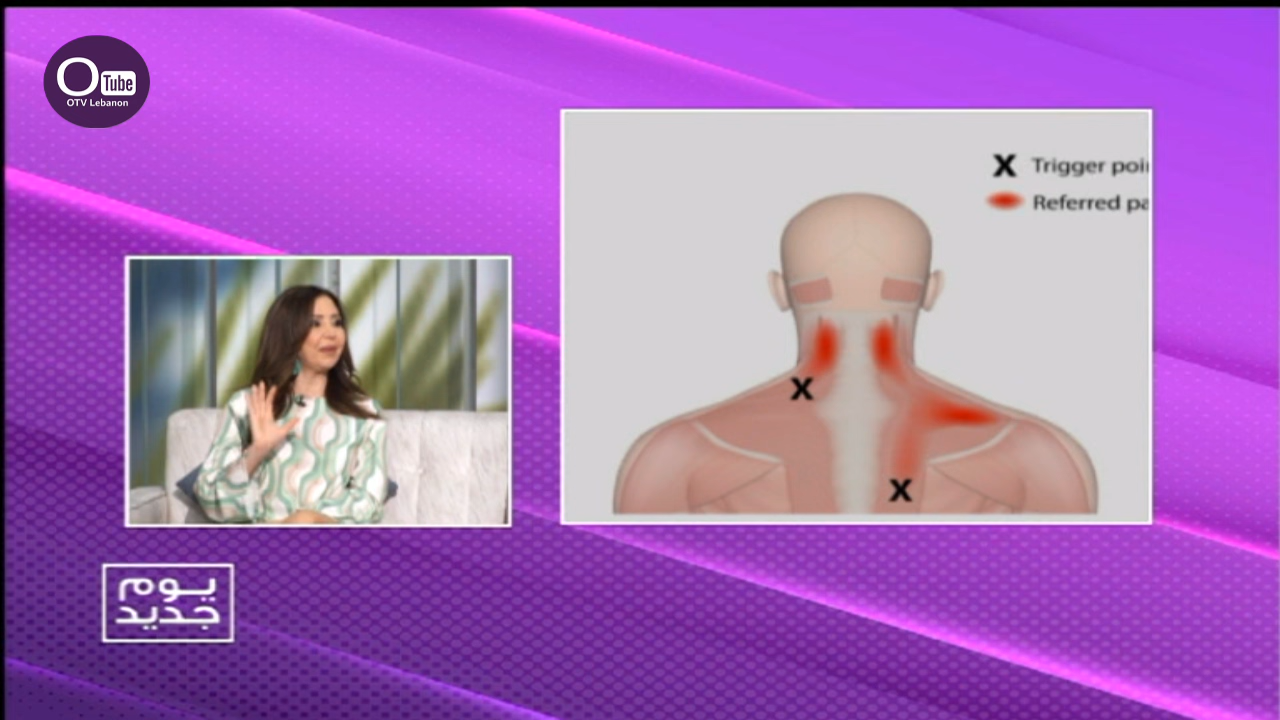 O Tube
OTV Lebanon
X Trigger poi
Referred pa
X
X
يوم
جديد